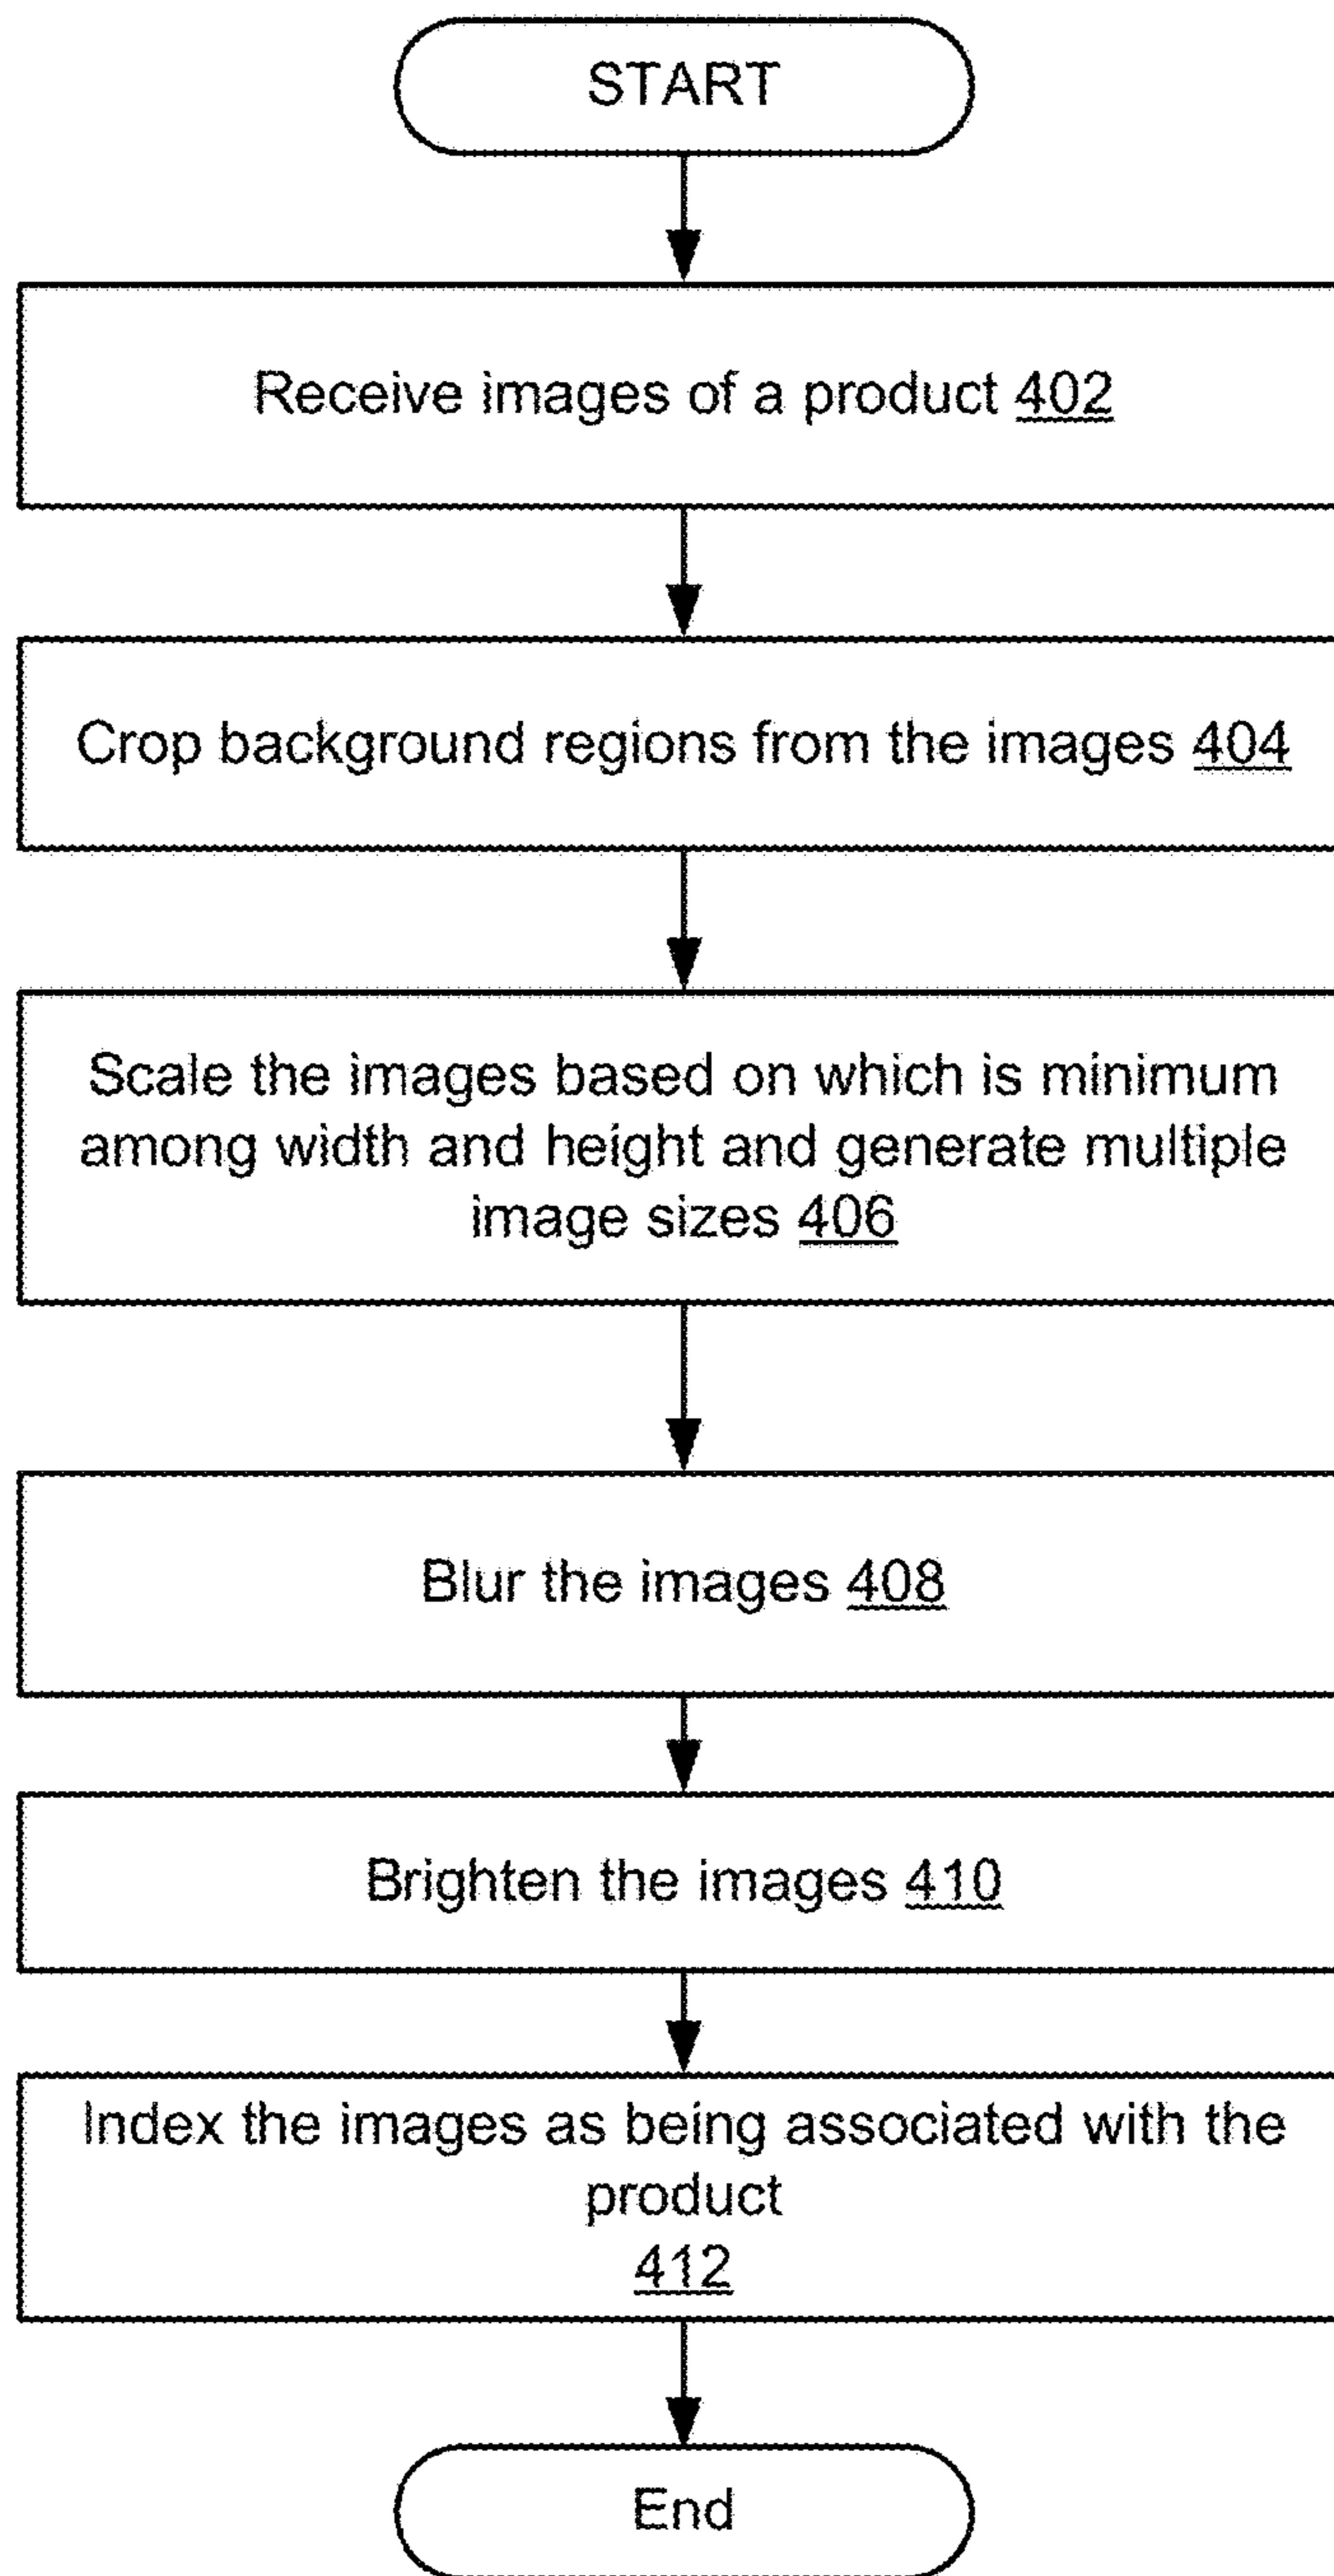 START
Receive images of a product 402
Crop background regions from the images 404
Scale the images based on which is minimum
among width and height and generate multiple
image sizes 406
Blur the images 408
Brighten the images 410
Index the images as being associated with the
product
412
End